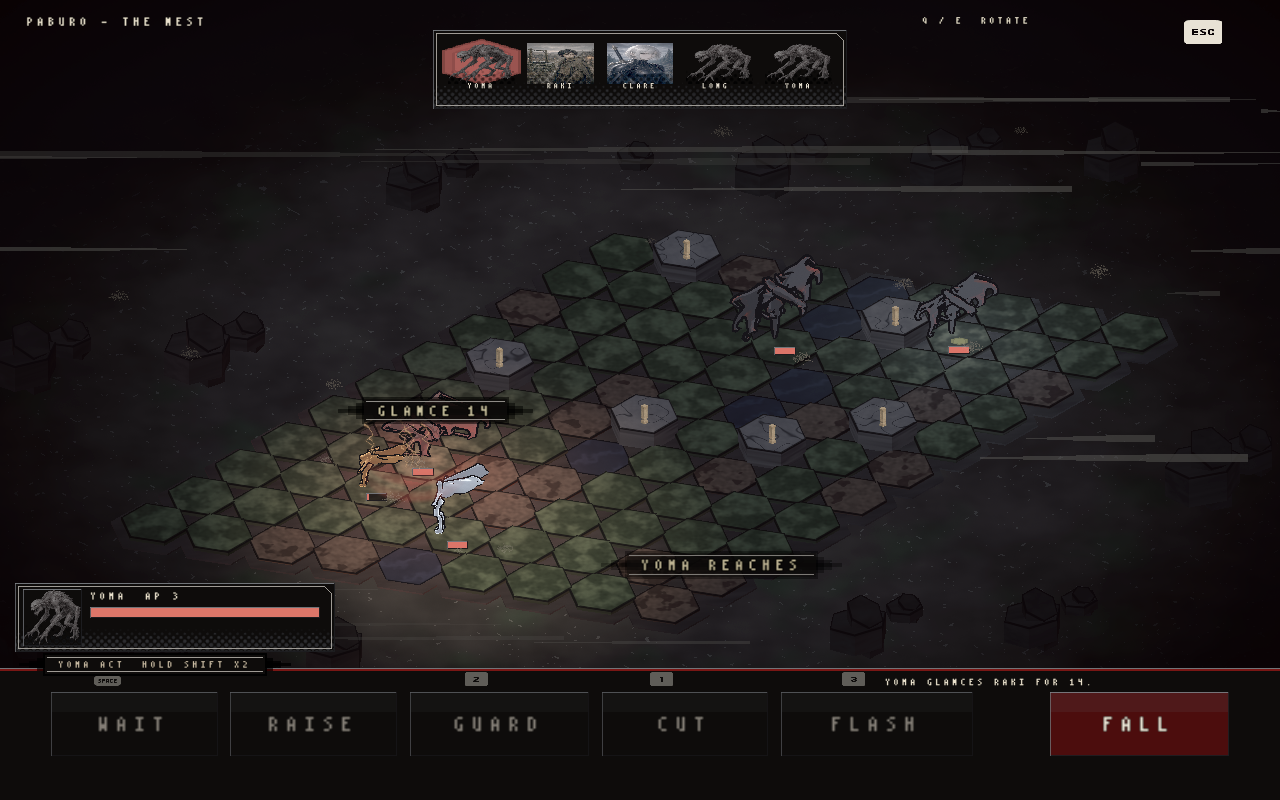 PABURO - THE NEST
Q / E ROTATE
ESC
YOMA
RAKI
CLARE
LONG
YOMA
GLANCE 14
YOMA REACHES
YOMA AP 3
YOMA ACT HOLD SHIFT X2
SPACE
2
1
3
YOMA GLANCES RAKI FOR 14.
WAIT
RAISE
GUARD
CUT
FLASH
FALL